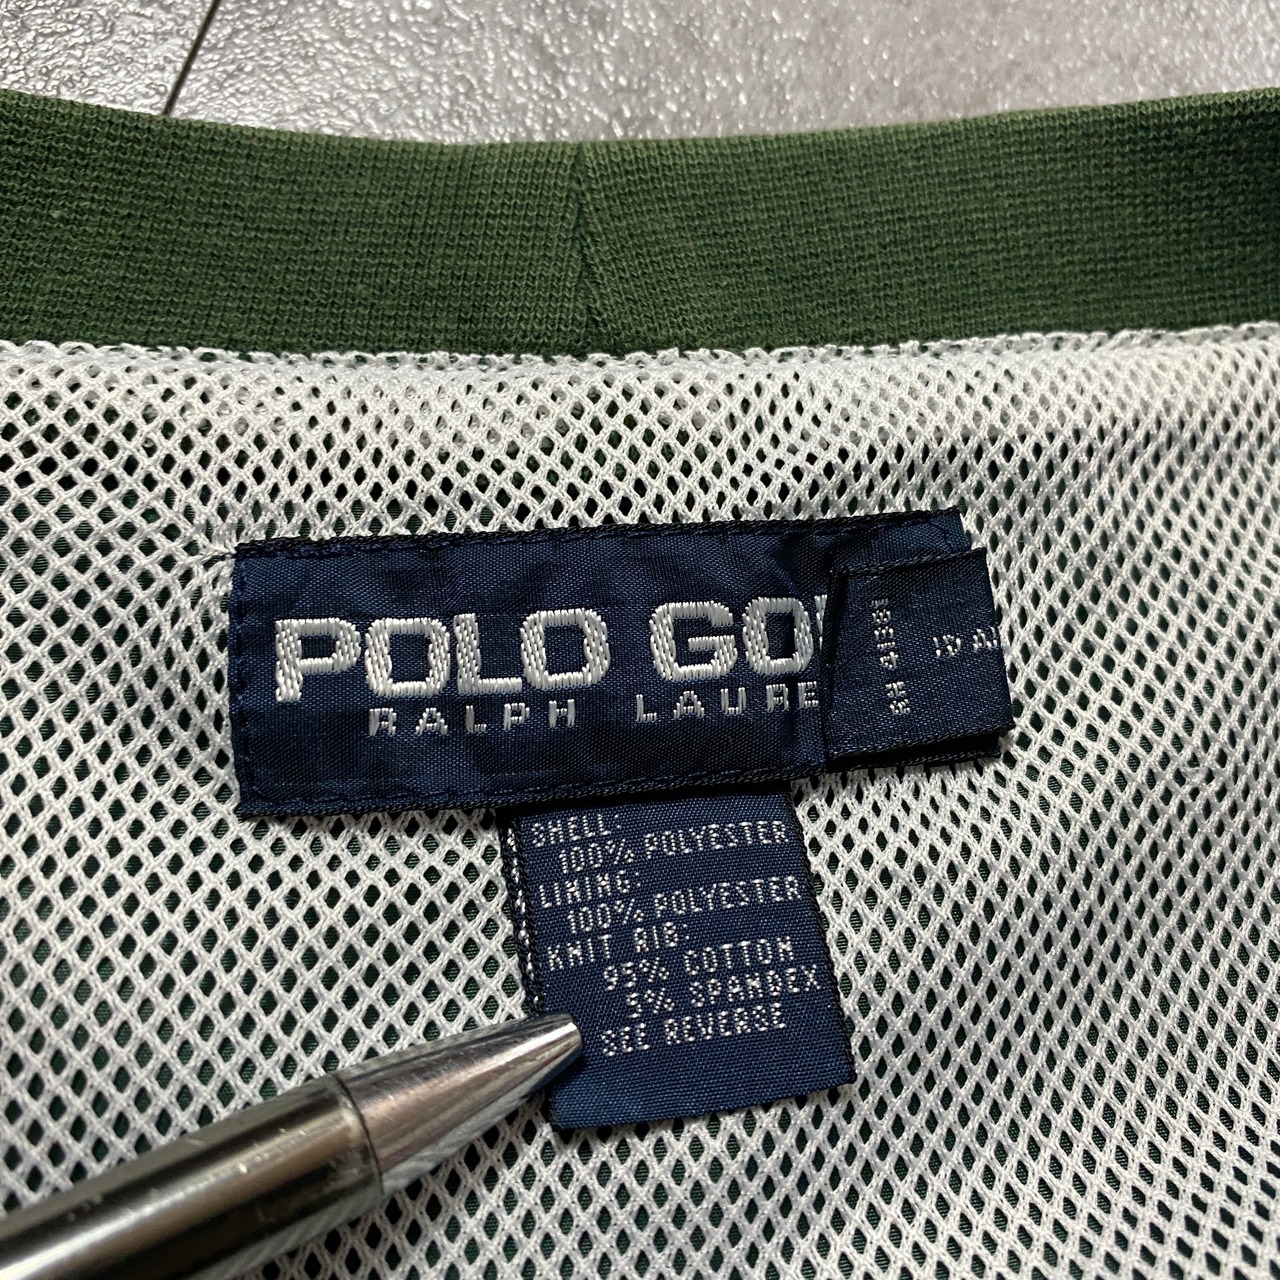 POLO GO
RALPH LAURE
SHELL:
100% POLYESTER
LINING:
100% POLYESTER
KNIT RIB:
95% COTTON
5% SPANDEX
SEE REVERSE